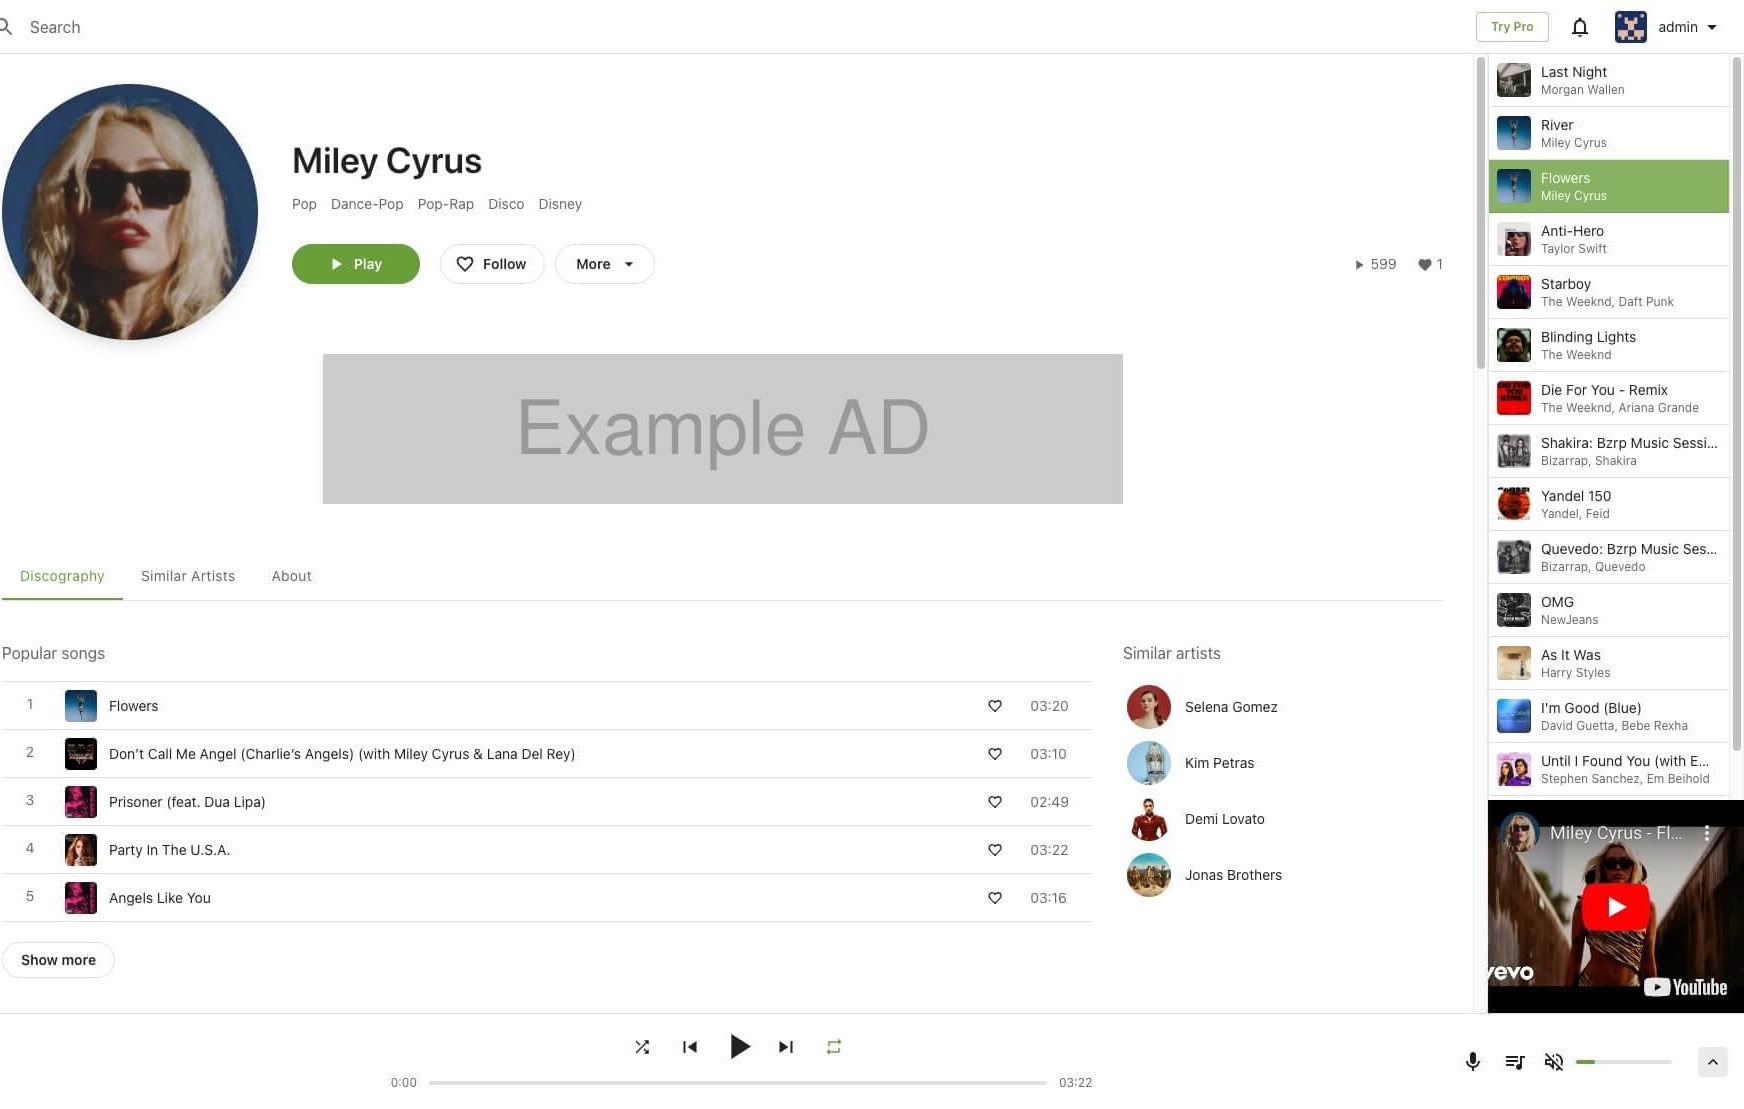 Search
Try Pro
admin
Miley Cyrus
Pop Dance-Pop Pop-Rap Disco Disney
Play
Follow
More
599
1
Example AD
Discography
Similar Artists
About
Popular songs
1 Flowers 03:20
2 Don't Call Me Angel (Charlie's Angels) (with Miley Cyrus & Lana Del Rey) 03:10
3 Prisoner (feat. Dua Lipa) 02:49
4 Party In The U.S.A. 03:22
5 Angels Like You 03:16
Show more
Similar artists
Selena Gomez
Kim Petras
Demi Lovato
Jonas Brothers
Last Night
Morgan Wallen
River
Miley Cyrus
Flowers
Miley Cyrus
Anti-Hero
Taylor Swift
Starboy
The Weeknd, Daft Punk
Blinding Lights
The Weeknd
Die For You - Remix
The Weeknd, Ariana Grande
Shakira: Bzrp Music Sessi...
Bizarrap, Shakira
Yandel 150
Yandel, Feid
Quevedo: Bzrp Music Ses...
Bizarrap, Quevedo
OMG
NewJeans
As It Was
Harry Styles
I'm Good (Blue)
David Guetta, Bebe Rexha
Until I Found You (with E...
Stephen Sanchez, Em Beihold
Miley Cyrus - Fl...
vevo
YouTube
0:00
03:22